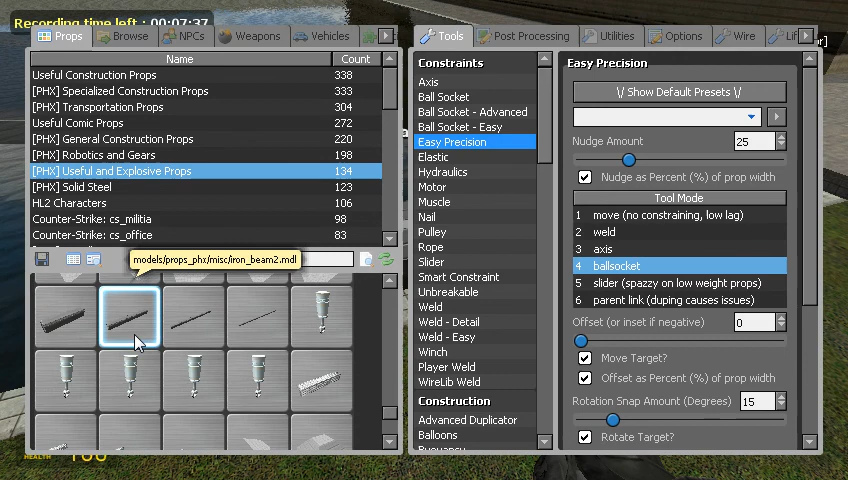 Recording time left : 00:07:37
Props
Browse
NPCs
Weapons
Vehicles
Name
Count
Useful Construction Props 338
[PHX] Specialized Construction Props 333
[PHX] Transportation Props 304
Useful Comic Props 272
[PHX] General Construction Props 220
[PHX] Robotics and Gears 198
[PHX] Useful and Explosive Props 134
[PHX] Solid Steel 123
HL2 Characters 106
Counter-Strike: cs_militia 98
Counter-Strike: cs_office 83
models/props_phx/misc/iron_beam2.mdl
HEALTH
Tools
Post Processing
Utilities
Options
Wire
Lif
r]
Constraints
Axis
Ball Socket
Ball Socket - Advanced
Ball Socket - Easy
Easy Precision
Elastic
Hydraulics
Motor
Muscle
Nail
Pulley
Rope
Slider
Smart Constraint
Unbreakable
Weld
Weld - Detail
Weld - Easy
Winch
Player Weld
WireLib Weld
Construction
Advanced Duplicator
Balloons
Easy Precision
\/ Show Default Presets \/
Nudge Amount 25
Nudge as Percent (%) of prop width
Tool Mode
1 move (no constraining, low lag)
2 weld
3 axis
4 ballsocket
5 slider (spazzy on low weight props)
6 parent link (duping causes issues)
Offset (or inset if negative) 0
Move Target?
Offset as Percent (%) of prop width
Rotation Snap Amount (Degrees) 15
Rotate Target?